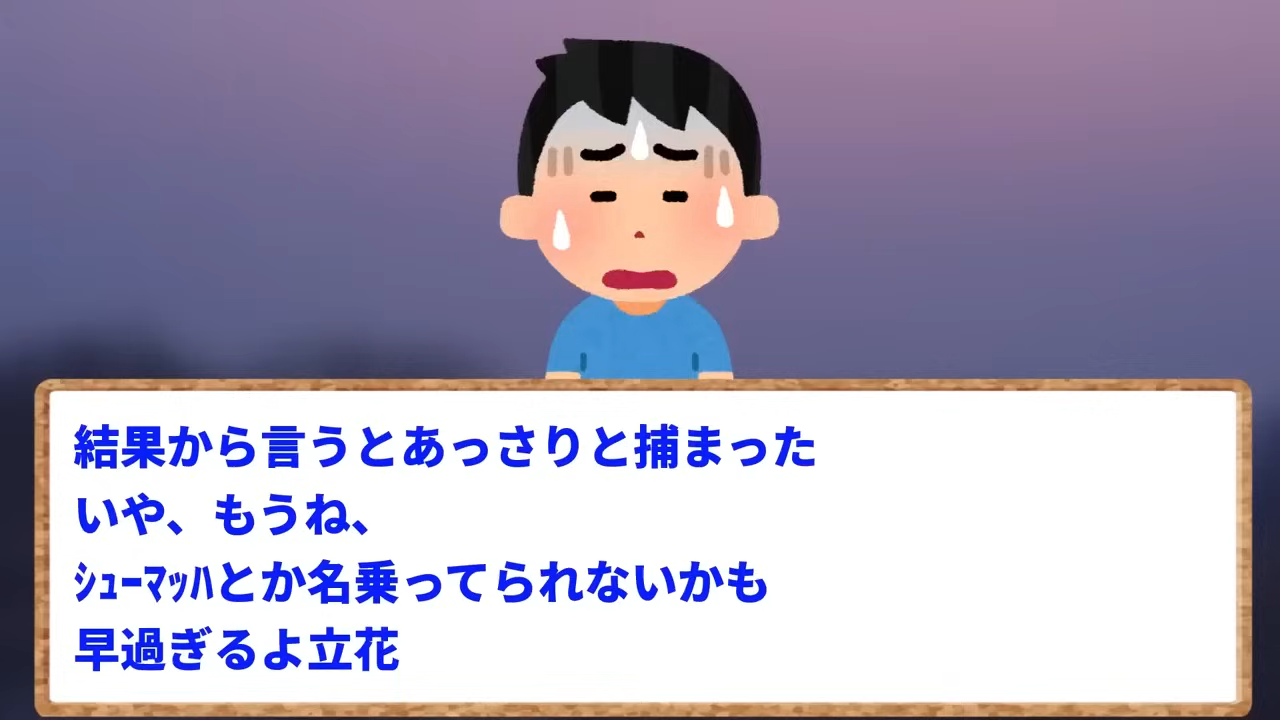 結果から言うとあっさりと捕まった
いや、もうね、
ｼｭｰﾏｯﾊとか名乗ってられないかも
早過ぎるよ立花